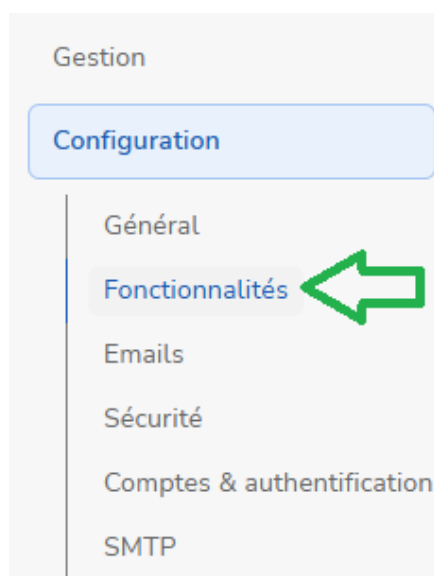 Gestion
Configuration
Général
Fonctionnalités
Emails
Sécurité
Comptes & authentification
SMTP